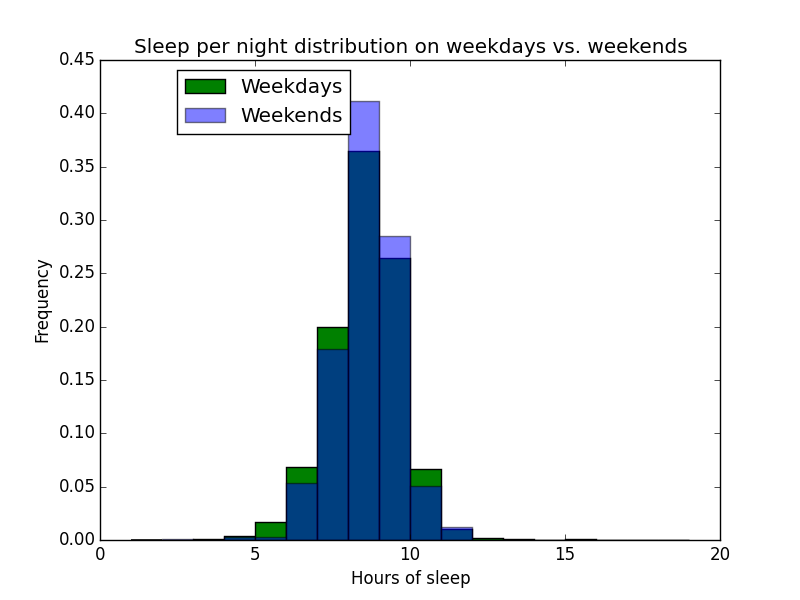 Sleep per night distribution on weekdays vs. weekends
Weekdays
Weekends
Frequency
0.45
0.40
0.35
0.30
0.25
0.20
0.15
0.10
0.05
0.00
0 5 10 15 20
Hours of sleep